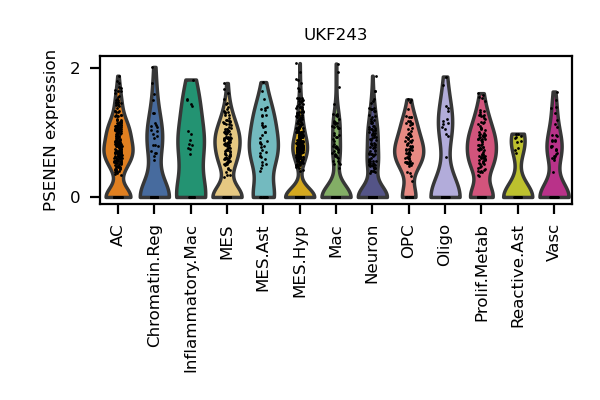 UKF243
PSENEN expression
2
0
AC
Chromatin.Reg
Inflammatory.Mac
MES
MES.Ast
MES.Hyp
Mac
Neuron
OPC
Oligo
Prolif.Metab
Reactive.Ast
Vasc